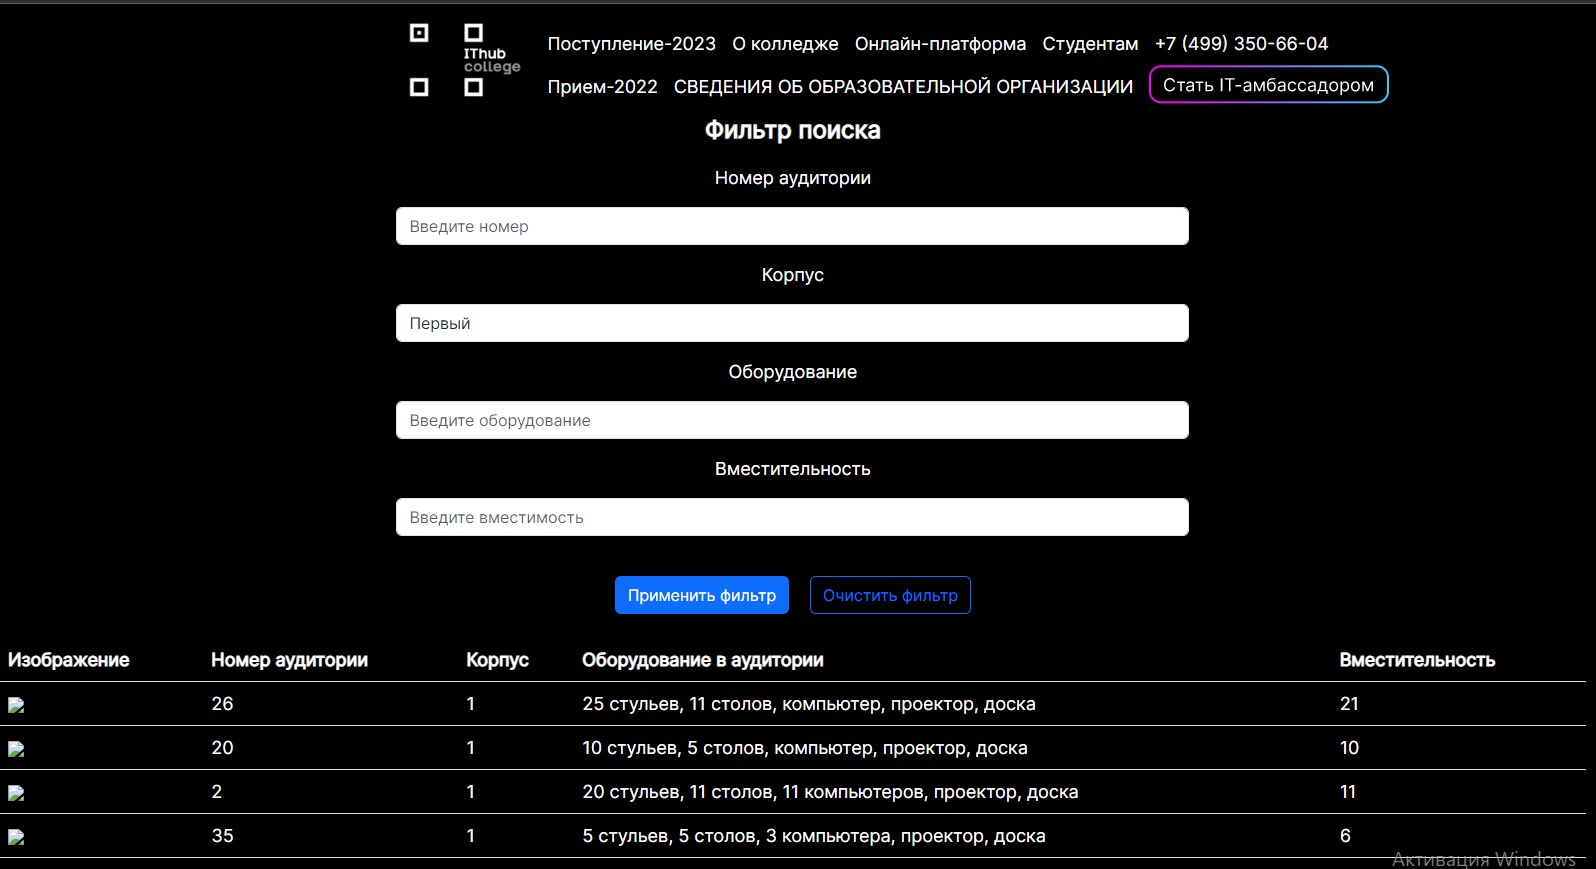 IThub
college
Поступление-2023 О колледже Онлайн-платформа Студентам +7 (499) 350-66-04
Прием-2022 СВЕДЕНИЯ ОБ ОБРАЗОВАТЕЛЬНОЙ ОРГАНИЗАЦИИ Стать IT-амбассадором
Фильтр поиска
Номер аудитории
Введите номер
Корпус
Первый
Оборудование
Введите оборудование
Вместительность
Введите вместимость
Применить фильтр Очистить фильтр
Изображение Номер аудитории Корпус Оборудование в аудитории Вместительность
26 1 25 стульев, 11 столов, компьютер, проектор, доска 21
20 1 10 стульев, 5 столов, компьютер, проектор, доска 10
2 1 20 стульев, 11 столов, 11 компьютеров, проектор, доска 11
35 1 5 стульев, 5 столов, 3 компьютера, проектор, доска 6
Активация Windows